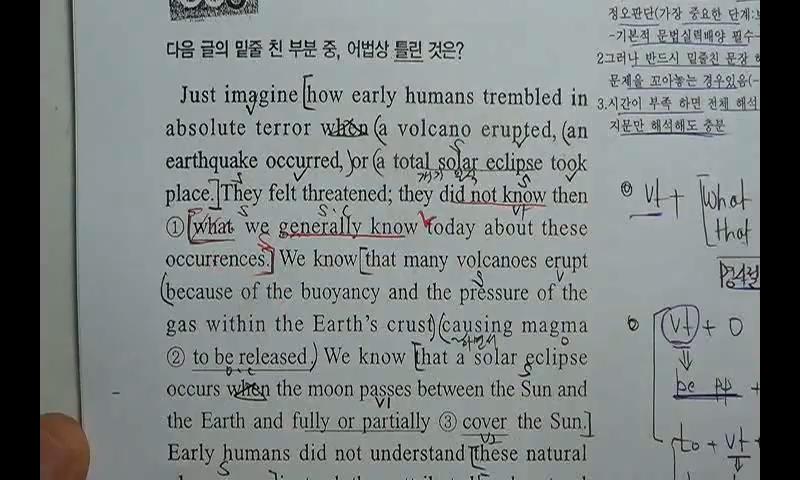 다음 글의 밑줄 친 부분 중, 어법상 틀린 것은?
Just imagine [how early humans trembled in
absolute terror when (a volcano erupted, (an
earthquake occurred,) or (a total solar eclipse took
place.] They felt threatened; they did not know then
① [what we generally know today about these
occurrences.] We know [that many volcanoes erupt
(because of the buoyancy and the pressure of the
gas within the Earth's crust) (causing magma
② to be released.) We know [that a solar eclipse
occurs when the moon passes between the Sun and
the Earth and fully or partially ③ cover the Sun.]
Early humans did not understand [these natural
정오판단(가장 중요한 단계:
-기본적 문법실력배양 필수-
2.그러나 반드시 밑줄친 문장
문제를 꼬아놓는 경우있음(-
3.시간이 부족 하면 전체 해석
지문만 해석해도 충분
vt + [what
that
명사절
vt + O
be pp +
to + vt +